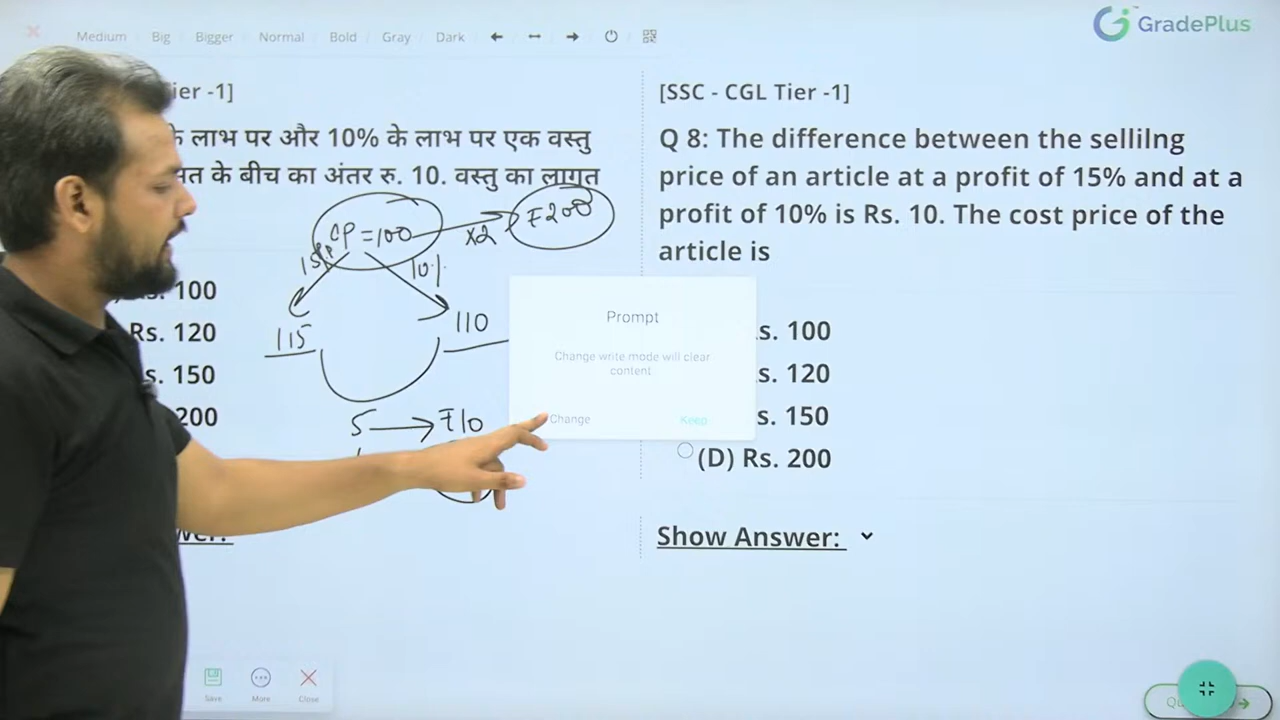 Medium Big Bigger Normal Bold Gray Dark
GradePlus
ier -1]
के लाभ पर और 10% के लाभ पर एक वस्तु
के बीच का अंतर रु. 10. वस्तु का लागत
CP = 100
X2
₹200
15%
10%
115
110
5 → ₹10
Rs. 100
Rs. 120
Rs. 150
200
[SSC - CGL Tier -1]
Q 8: The difference between the sellilng
price of an article at a profit of 15% and at a
profit of 10% is Rs. 10. The cost price of the
article is
s. 100
s. 120
s. 150
(D) Rs. 200
Show Answer:
Prompt
Change write mode will clear
content
Change Keep
Save More Close